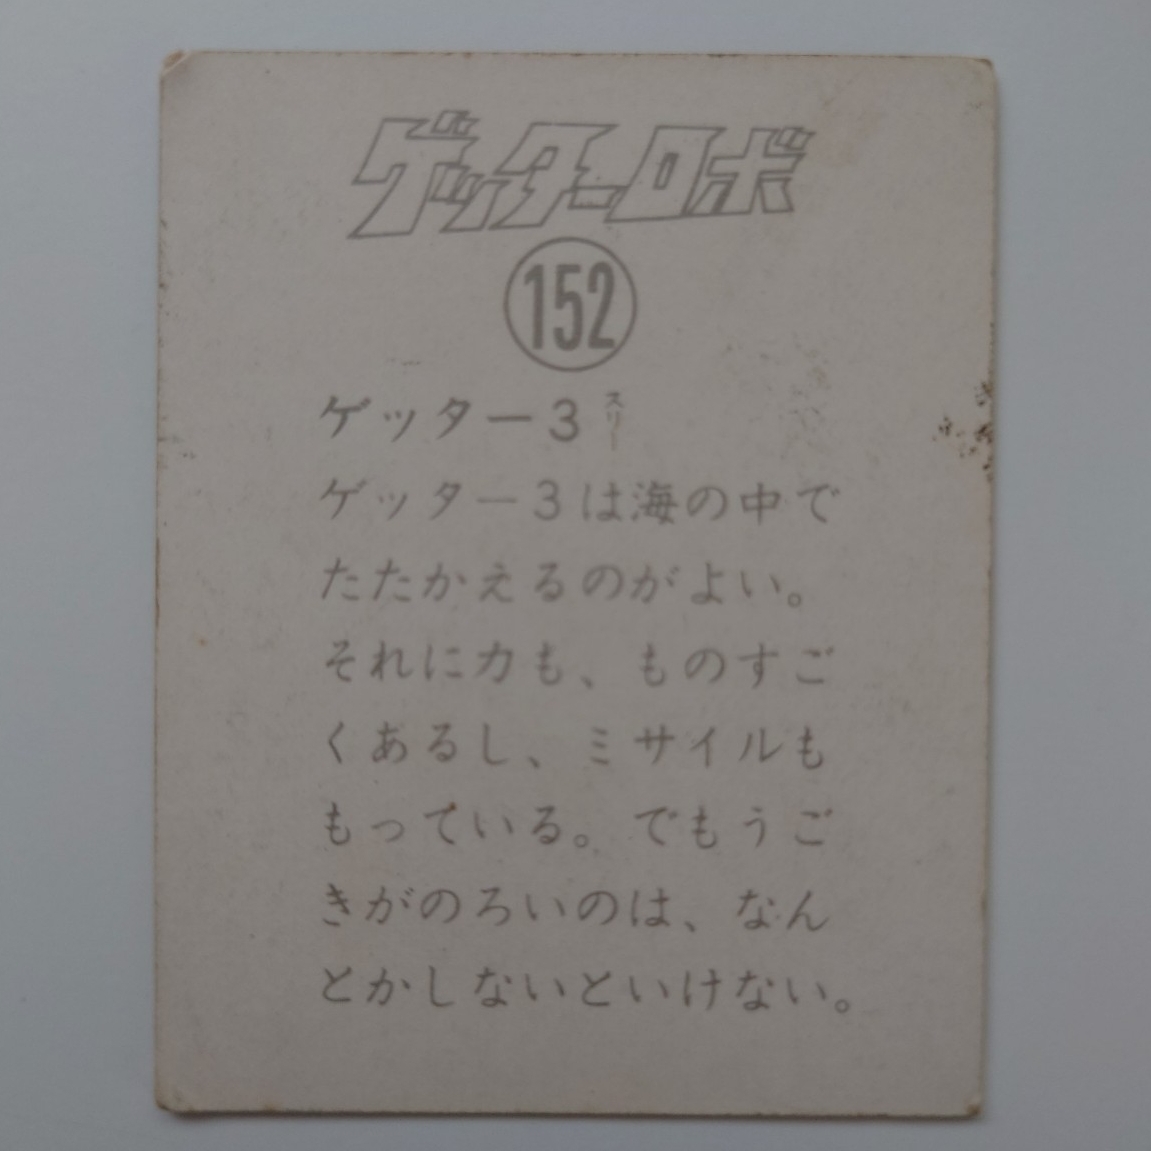 ゲッターロボ
152
ゲッター3 スリー
ゲッター3は海の中で
たたかえるのがよい。
それに力も、ものすご
くあるし、ミサイルも
もっている。でもうご
きがのろいのは、なん
とかしないといけない。